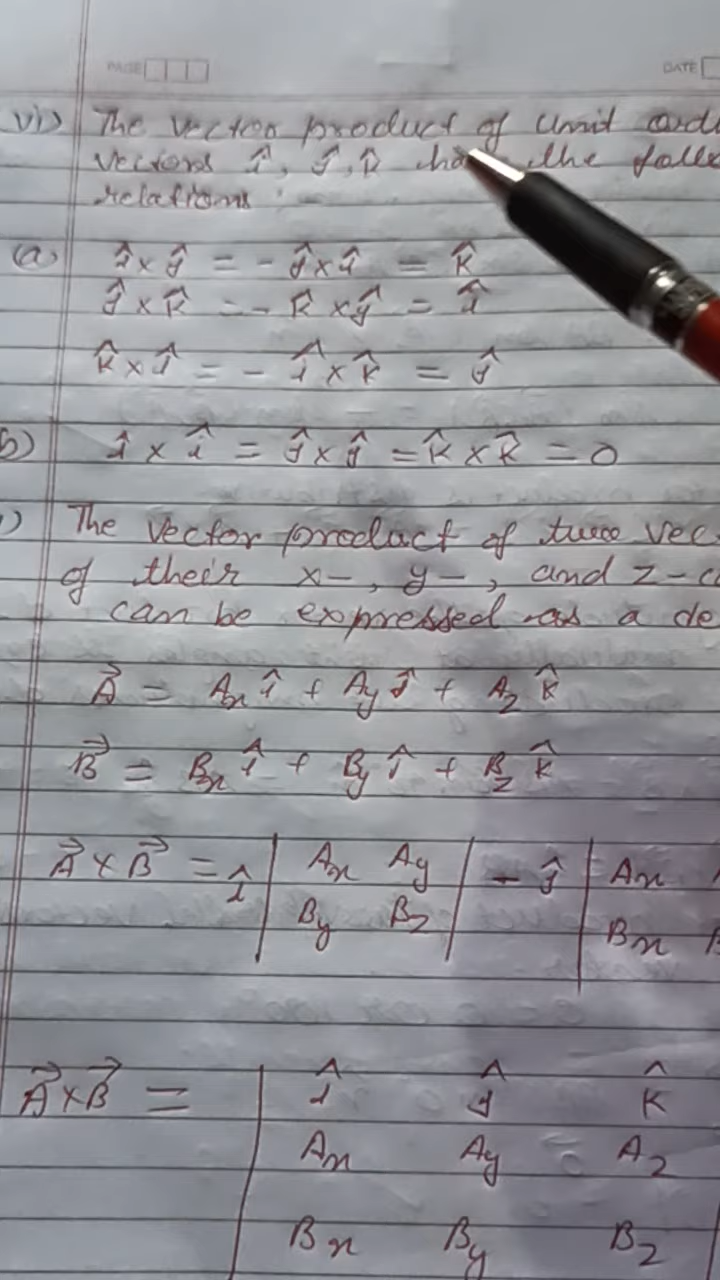 PAGE
DATE
vi) The vector product of unit
vectors î, ĵ, k̂ the
relations:
(a) î × ĵ = - ĵ × î = k̂
ĵ × k̂ = - k̂ × ĵ = î
k̂ × î = - î × k̂ = ĵ
b) î × î = ĵ × ĵ = k̂ × k̂ = 0
) The vector product of two vec
of their x-, y-, and z-c
can be expressed as a de
A⃗ = Ax î + Ay ĵ + Az k̂
B⃗ = Bx î + By î + Bz k̂
A⃗ × B⃗ = î | Ax Ay | - ĵ | Ax
By Bz | Bx
A⃗ × B⃗ = | î ĵ k̂
Ax Ay Az
Bx By Bz